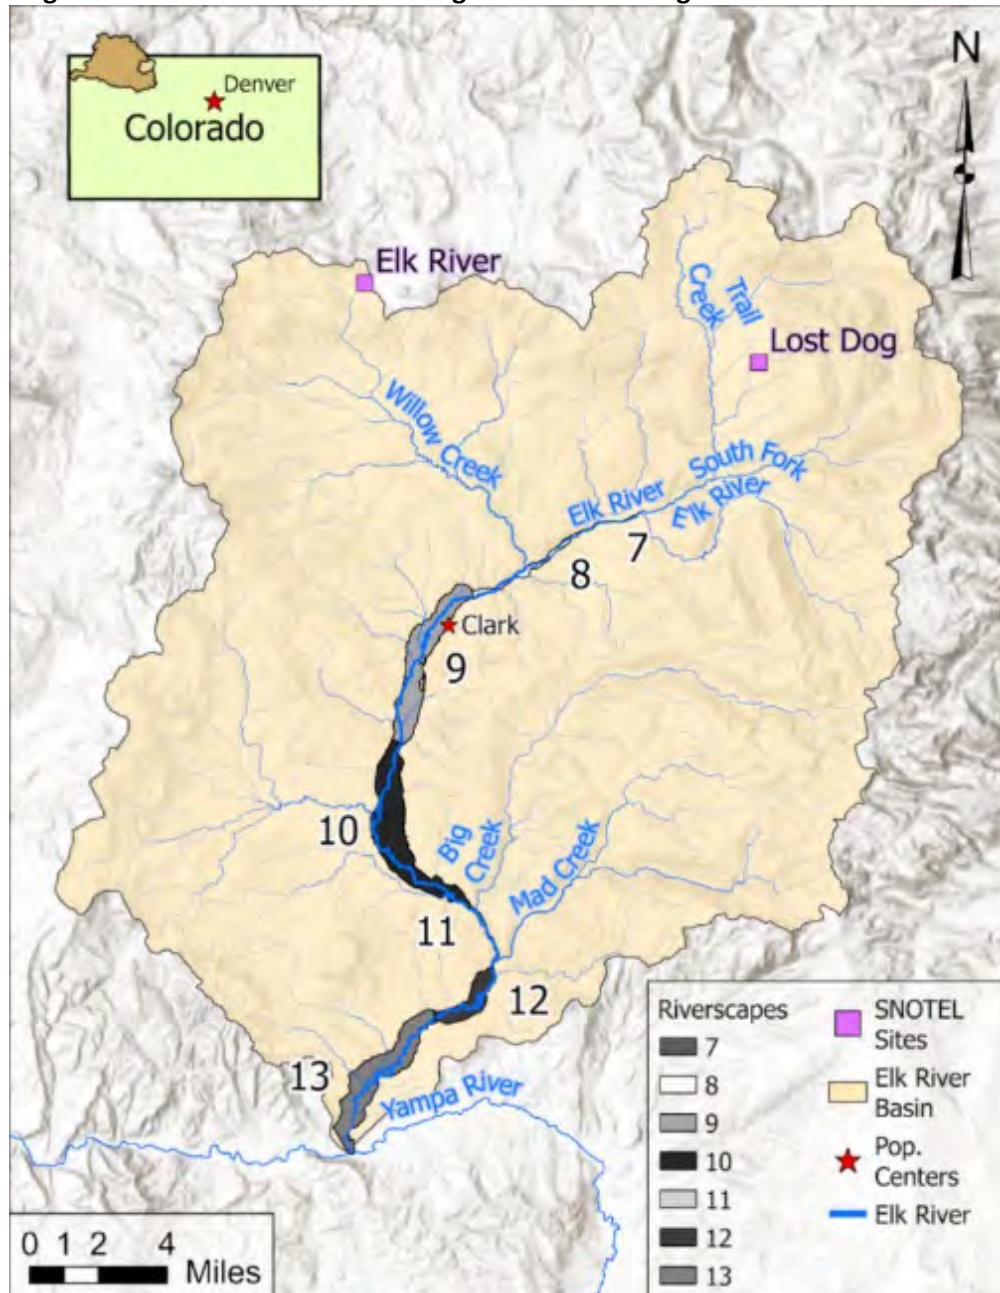 N
Denver
Colorado
Elk River
Trail
Creek
Lost Dog
Willow Creek
South Fork
Elk River
Elk River
7
8
Clark
9
10
Big
Creek
Mad Creek
11
12
13
Yampa River
Riverscapes
7
8
9
10
11
12
13
SNOTEL
Sites
Elk River
Basin
Pop.
Centers
Elk River
0 1 2 4
Miles